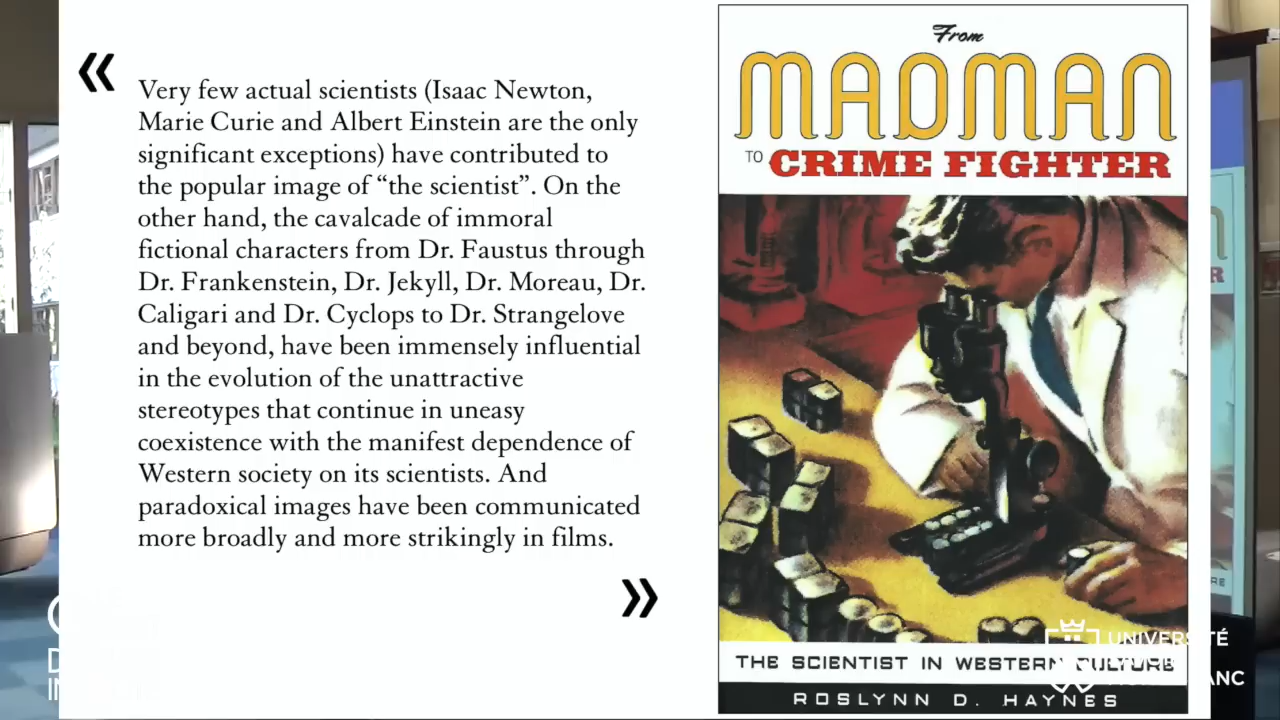 «
Very few actual scientists (Isaac Newton,
Marie Curie and Albert Einstein are the only
significant exceptions) have contributed to
the popular image of “the scientist”. On the
other hand, the cavalcade of immoral
fictional characters from Dr. Faustus through
Dr. Frankenstein, Dr. Jekyll, Dr. Moreau, Dr.
Caligari and Dr. Cyclops to Dr. Strangelove
and beyond, have been immensely influential
in the evolution of the unattractive
stereotypes that continue in uneasy
coexistence with the manifest dependence of
Western society on its scientists. And
paradoxical images have been communicated
more broadly and more strikingly in films.
»
From
MADMAN
TO CRIME FIGHTER
THE SCIENTIST IN WESTERN CULTURE
ROSLYNN D. HAYNES
UNIVERSITÉ